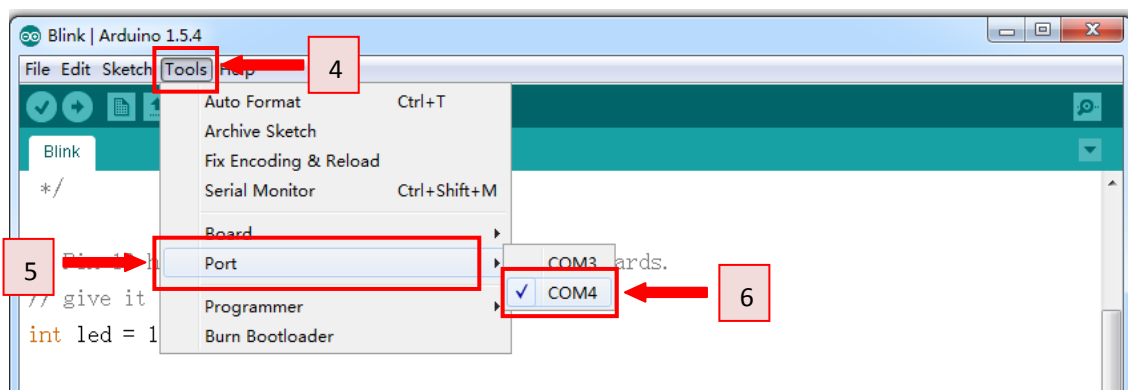 Blink | Arduino 1.5.4
File Edit Sketch Tools Help
4
Auto Format Ctrl+T
Archive Sketch
Blink
Fix Encoding & Reload
*/
Serial Monitor Ctrl+Shift+M
Board
5
Port
COM3
ards.
COM4
6
// give it
Programmer
int led = 1
Burn Bootloader